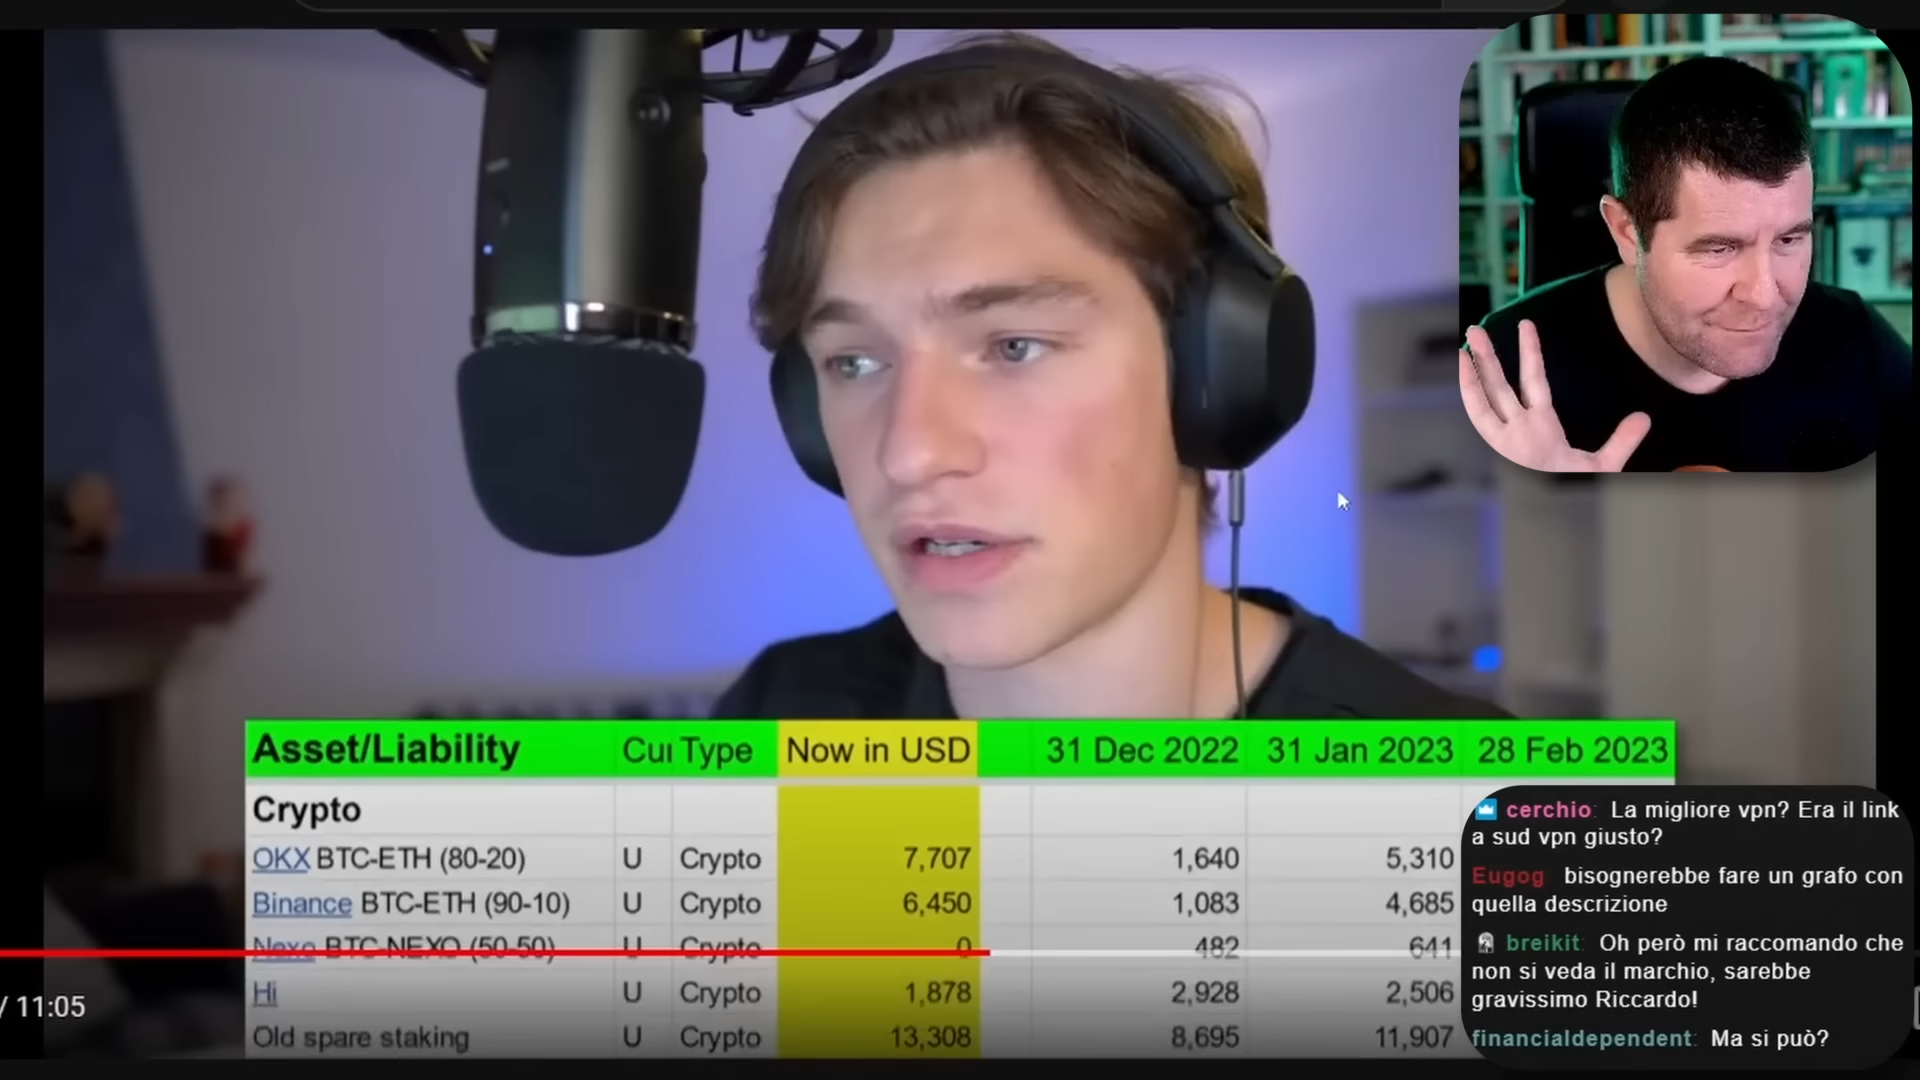 Asset/Liability Cur Type Now in USD 31 Dec 2022 31 Jan 2023 28 Feb 2023
Crypto
OKX BTC-ETH (80-20) U Crypto 7,707 1,640 5,310
Binance BTC-ETH (90-10) U Crypto 6,450 1,083 4,685
Nexo BTC-NEXO (50-50) U Crypto 0 482 641
Hi U Crypto 1,878 2,928 2,506
Old spare staking U Crypto 13,308 8,695 11,907
/ 11:05
cerchio: La migliore vpn? Era il link
a sud vpn giusto?
Eugog: bisognerebbe fare un grafo con
quella descrizione
breikit: Oh però mi raccomando che
non si veda il marchio, sarebbe
gravissimo Riccardo!
financialdependent: Ma si può?